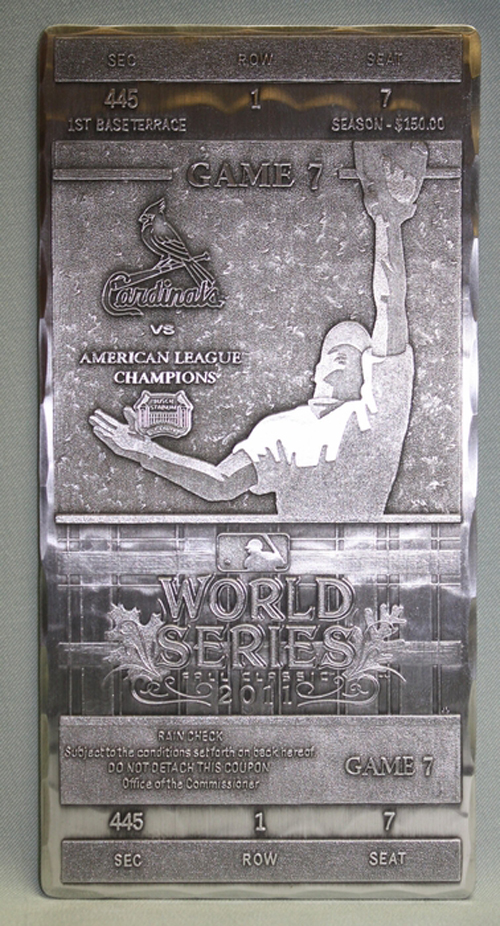 SEC ROW SEAT
445 1 7
1ST BASE TERRACE SEASON - $150.00
GAME 7
Cardinals
VS
AMERICAN LEAGUE
CHAMPIONS
BUSCH
STADIUM
WORLD
SERIES
FALL CLASSIC
2011
RAIN CHECK
Subject to the conditions set forth on back hereof
DO NOT DETACH THIS COUPON
Office of the Commissioner
GAME 7
445 1 7
SEC ROW SEAT